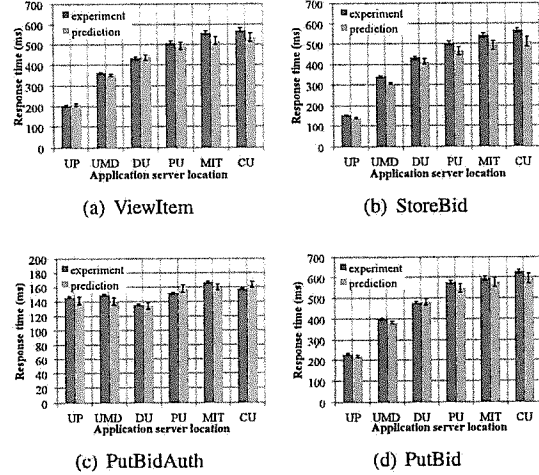 600
500
400
300
200
100
0
Response time (ms)
experiment
prediction
UP UMD DU PU MIT CU
Application server location
(a) ViewItem
700
600
500
400
300
200
100
0
Response time (ms)
experiment
prediction
UP UMD DU PU MIT CU
Application server location
(b) StoreBid
200
180
160
140
120
100
80
60
40
20
0
Response time (ms)
experiment
prediction
UP UMD DU PU MIT CU
Application server location
(c) PutBidAuth
700
600
500
400
300
200
100
0
Response time (ms)
experiment
prediction
UP UMD DU PU MIT CU
Application server location
(d) PutBid